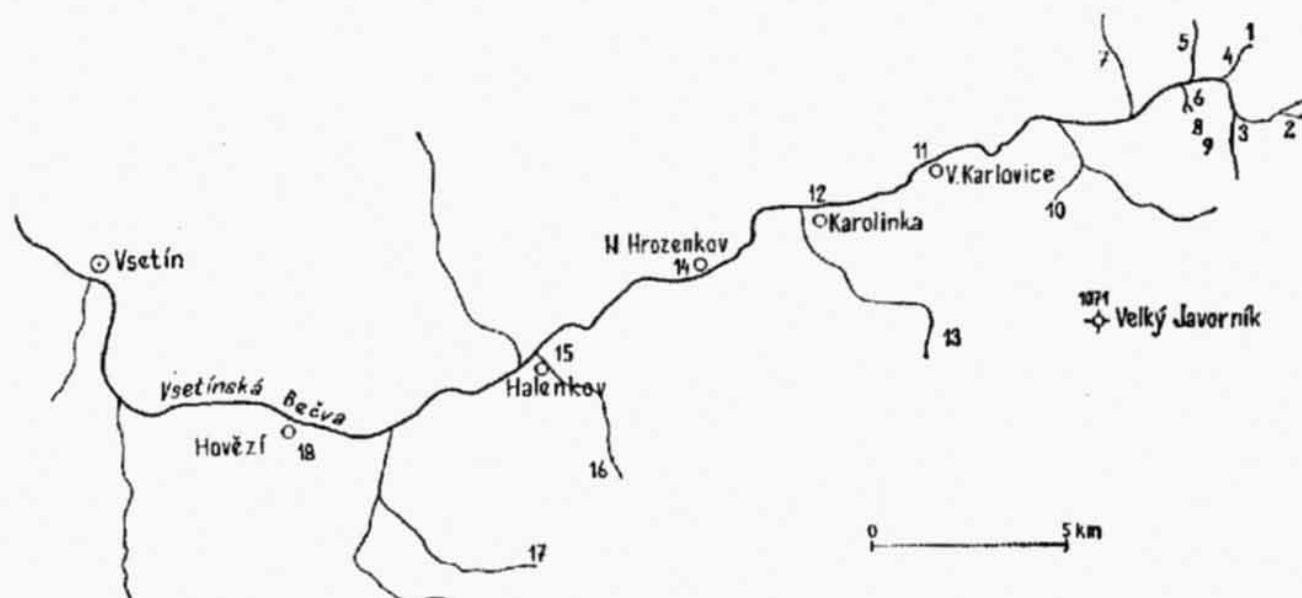 1
5
4
7
6
8
9
3
2
11
V. Karlovice
12
Karolinka
10
N Hrozenkov
14
Vsetín
1071
Velký Javorník
13
15
Halenkov
Vsetínská Bečva
Hovězí
18
16
17
0 5 km